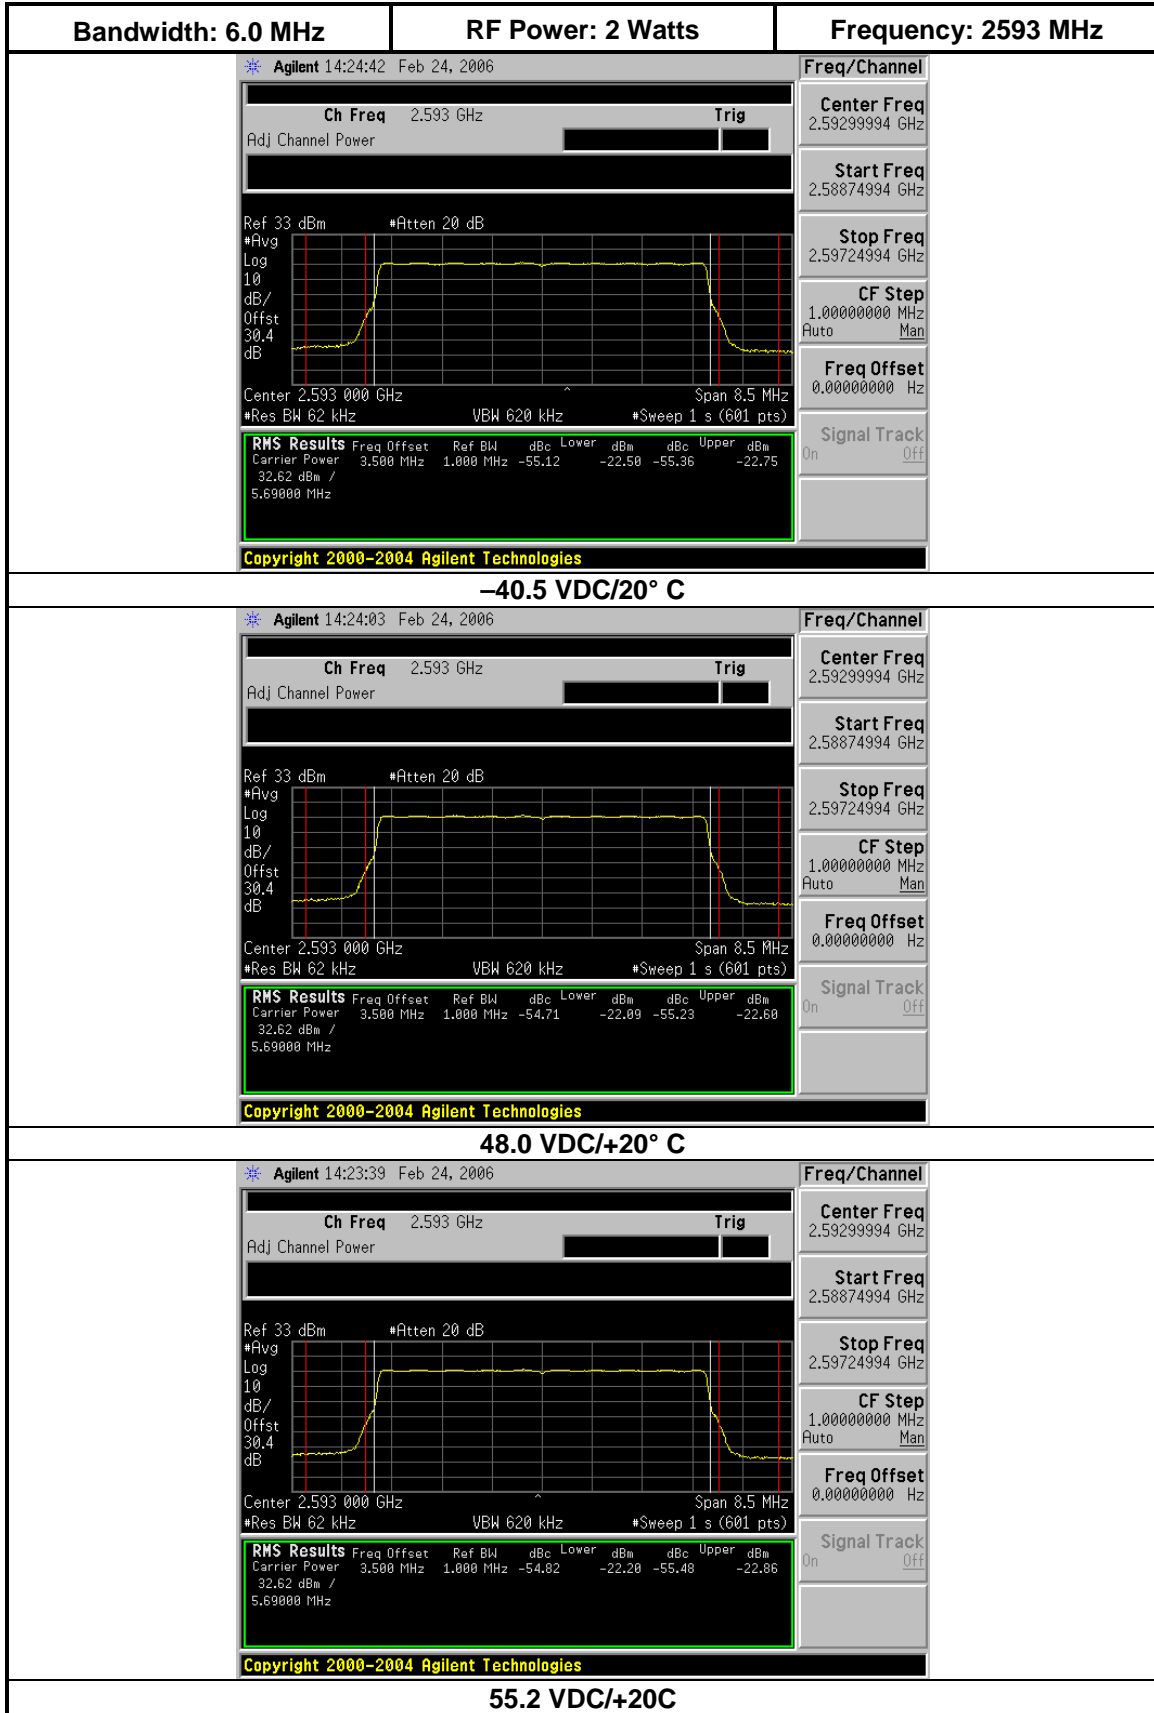 Bandwidth: 6.0 MHz RF Power: 2 Watts Frequency: 2593 MHz
Agilent 14:24:42 Feb 24, 2006 Freq/Channel
Ch Freq 2.593 GHz Trig
Adj Channel Power
Center Freq
2.59299994 GHz
Start Freq
2.58874994 GHz
Stop Freq
2.59724994 GHz
CF Step
1.00000000 MHz
Auto Man
Freq Offset
0.00000000 Hz
Signal Track
On Off
Ref 33 dBm #Atten 20 dB
#Avg
Log
10
dB/
Offst
30.4
dB
Center 2.593 000 GHz Span 8.5 MHz
#Res BW 62 kHz VBW 620 kHz #Sweep 1 s (601 pts)
RMS Results Freq Offset Ref BW dBc Lower dBm dBc Upper dBm
Carrier Power 3.500 MHz 1.000 MHz -55.12 -22.50 -55.36 -22.75
32.62 dBm /
5.69000 MHz
Copyright 2000-2004 Agilent Technologies
–40.5 VDC/20° C
Agilent 14:24:03 Feb 24, 2006 Freq/Channel
Ch Freq 2.593 GHz Trig
Adj Channel Power
Center Freq
2.59299994 GHz
Start Freq
2.58874994 GHz
Stop Freq
2.59724994 GHz
CF Step
1.00000000 MHz
Auto Man
Freq Offset
0.00000000 Hz
Signal Track
On Off
Ref 33 dBm #Atten 20 dB
#Avg
Log
10
dB/
Offst
30.4
dB
Center 2.593 000 GHz Span 8.5 MHz
#Res BW 62 kHz VBW 620 kHz #Sweep 1 s (601 pts)
RMS Results Freq Offset Ref BW dBc Lower dBm dBc Upper dBm
Carrier Power 3.500 MHz 1.000 MHz -54.71 -22.09 -55.23 -22.60
32.62 dBm /
5.69000 MHz
Copyright 2000-2004 Agilent Technologies
48.0 VDC/+20° C
Agilent 14:23:39 Feb 24, 2006 Freq/Channel
Ch Freq 2.593 GHz Trig
Adj Channel Power
Center Freq
2.59299994 GHz
Start Freq
2.58874994 GHz
Stop Freq
2.59724994 GHz
CF Step
1.00000000 MHz
Auto Man
Freq Offset
0.00000000 Hz
Signal Track
On Off
Ref 33 dBm #Atten 20 dB
#Avg
Log
10
dB/
Offst
30.4
dB
Center 2.593 000 GHz Span 8.5 MHz
#Res BW 62 kHz VBW 620 kHz #Sweep 1 s (601 pts)
RMS Results Freq Offset Ref BW dBc Lower dBm dBc Upper dBm
Carrier Power 3.500 MHz 1.000 MHz -54.82 -22.20 -55.48 -22.86
32.62 dBm /
5.69000 MHz
Copyright 2000-2004 Agilent Technologies
55.2 VDC/+20C